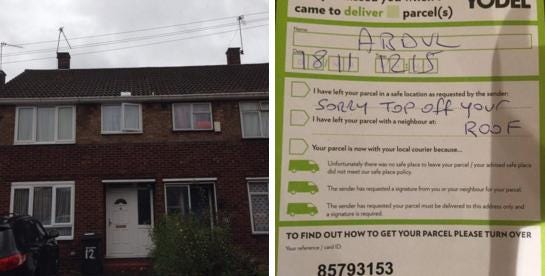 12
YODEL
came to deliver parcel(s)
Name
ABDUL
18 11 12:15
I have left your parcel in a safe location as requested by the sender:
SORRY TOP OFF YOUR
I have left your parcel with a neighbour at:
ROOF
Your parcel is now with your local courier because...
Unfortunately there was no safe place to leave your parcel / your advised safe place
did not meet our safe place policy.
The sender has requested a signature from you or your neighbour for your parcel.
The sender has requested your parcel must be delivered to this address only and
a signature is required.
TO FIND OUT HOW TO GET YOUR PARCEL PLEASE TURN OVER
Your reference / card ID:
85793153